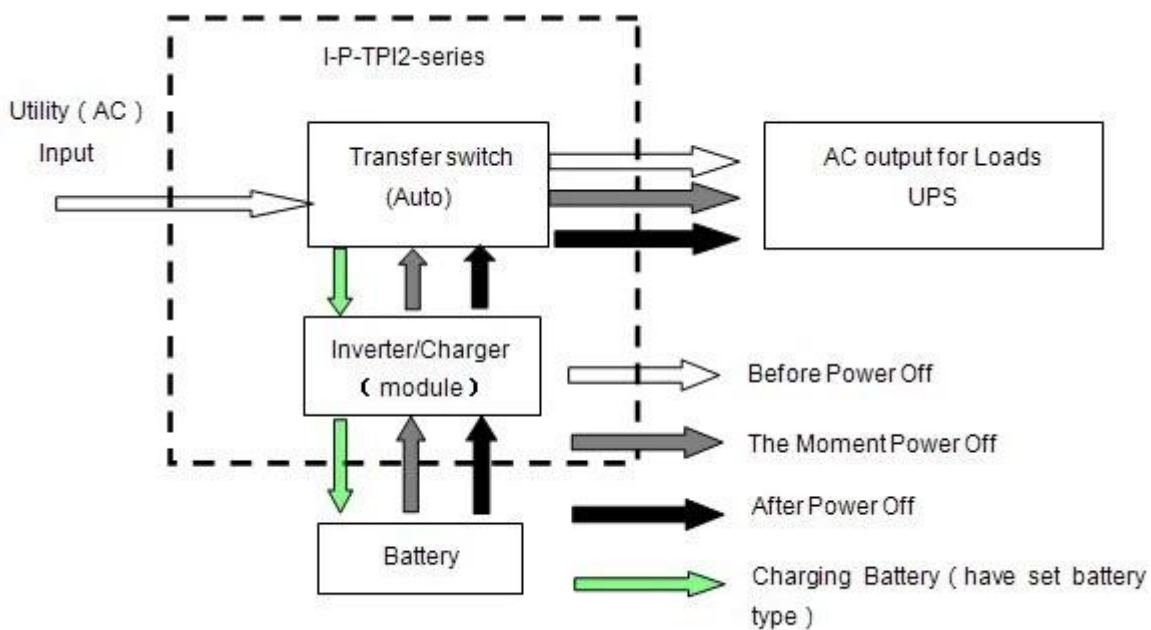 I-P-TPI2-series
Utility ( AC )
Input
Transfer switch
(Auto)
AC output for Loads
UPS
Inverter/Charger
( module )
Before Power Off
The Moment Power Off
After Power Off
Battery
Charging Battery ( have set battery
type )